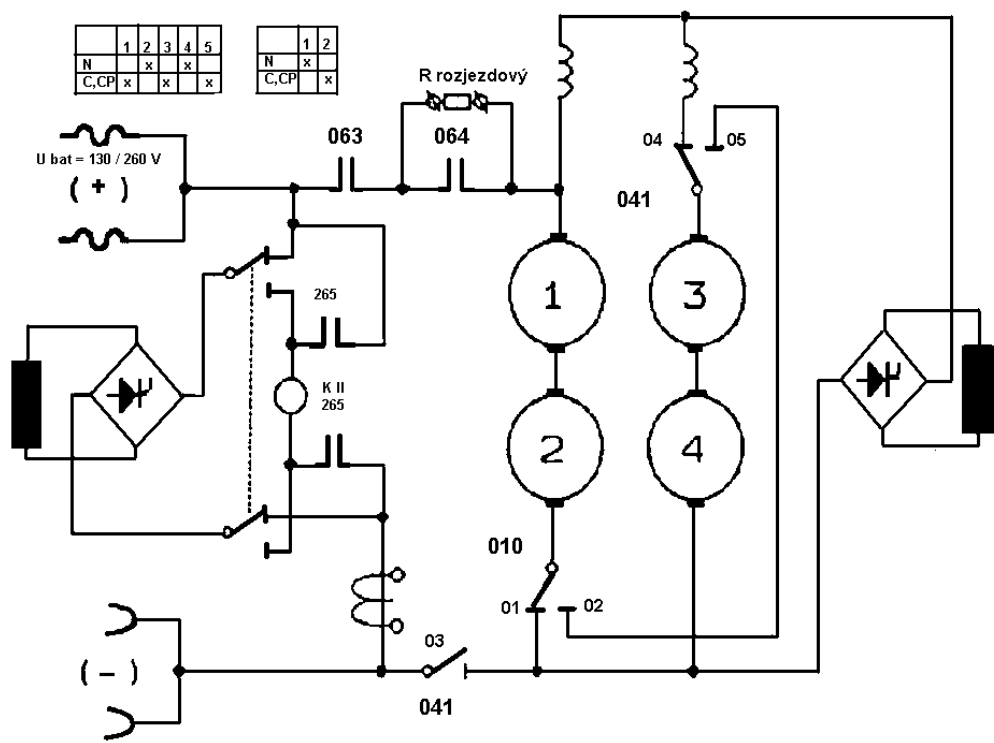 1 2 3 4 5
N x x
C,CP x x x
1 2
N x
C,CP x
R rozjezdový
063
064
U bat = 130 / 260 V
( + )
04
05
041
265
1
3
K II
265
2
4
010
01
02
03
( - )
041